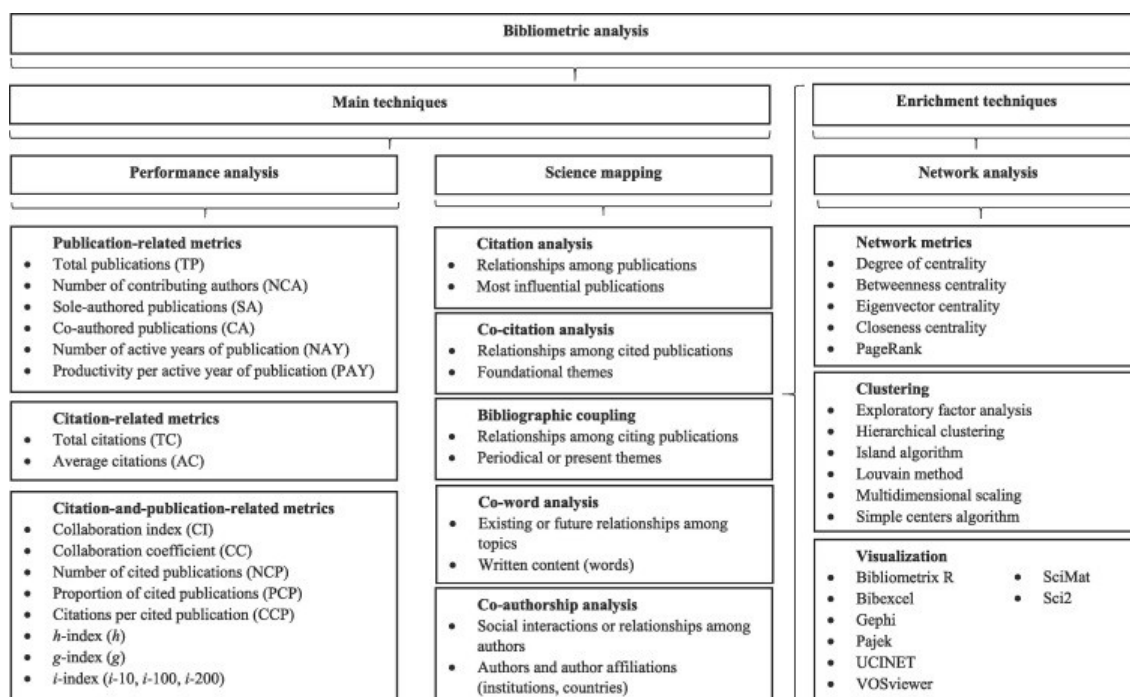 Bibliometric analysis
Main techniques
Enrichment techniques
Performance analysis
Science mapping
Network analysis
Publication-related metrics
• Total publications (TP)
• Number of contributing authors (NCA)
• Sole-authored publications (SA)
• Co-authored publications (CA)
• Number of active years of publication (NAY)
• Productivity per active year of publication (PAY)
Citation-related metrics
• Total citations (TC)
• Average citations (AC)
Citation-and-publication-related metrics
• Collaboration index (CI)
• Collaboration coefficient (CC)
• Number of cited publications (NCP)
• Proportion of cited publications (PCP)
• Citations per cited publication (CCP)
• h-index (h)
• g-index (g)
• i-index (i-10, i-100, i-200)
Citation analysis
• Relationships among publications
• Most influential publications
Co-citation analysis
• Relationships among cited publications
• Foundational themes
Bibliographic coupling
• Relationships among citing publications
• Periodical or present themes
Co-word analysis
• Existing or future relationships among
topics
• Written content (words)
Co-authorship analysis
• Social interactions or relationships among
authors
• Authors and author affiliations
(institutions, countries)
Network metrics
• Degree of centrality
• Betweenness centrality
• Eigenvector centrality
• Closeness centrality
• PageRank
Clustering
• Exploratory factor analysis
• Hierarchical clustering
• Island algorithm
• Louvain method
• Multidimensional scaling
• Simple centers algorithm
Visualization
• Bibliometrix R
• Bibexcel
• Gephi
• Pajek
• UCINET
• VOSviewer
• SciMat
• Sci2